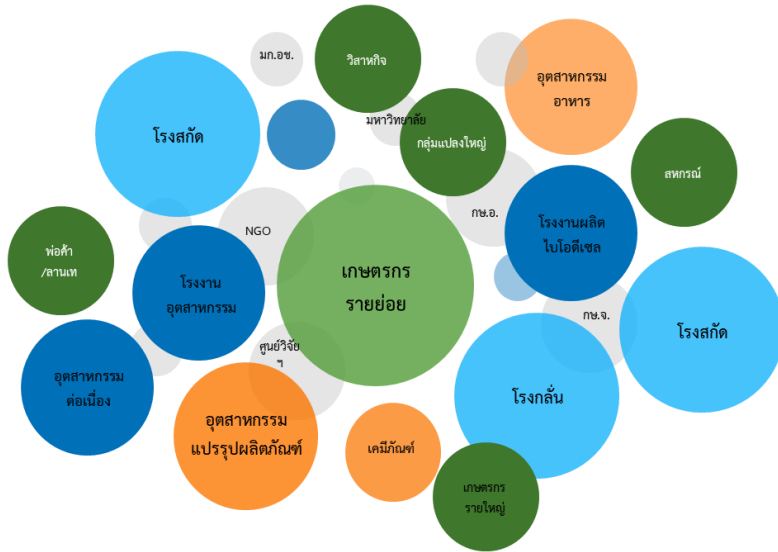 มก.อช.
วิสาหกิจ
อุตสาหกรรม
อาหาร
โรงสกัด
มหาวิทยาลัย
กลุ่มแปลงใหญ่
สหกรณ์
พ่อค้า
/ลานเท
NGO
กษ.อ.
โรงงานผลิต
ไบโอดีเซล
โรงงาน
อุตสาหกรรม
เกษตรกร
รายย่อย
กษ.จ.
โรงสกัด
ศูนย์วิจัย
ฯ
อุตสาหกรรม
ต่อเนื่อง
โรงกลั่น
อุตสาหกรรม
แปรรุปผลิตภัณฑ์
เคมีภัณฑ์
เกษตรกร
รายใหญ่